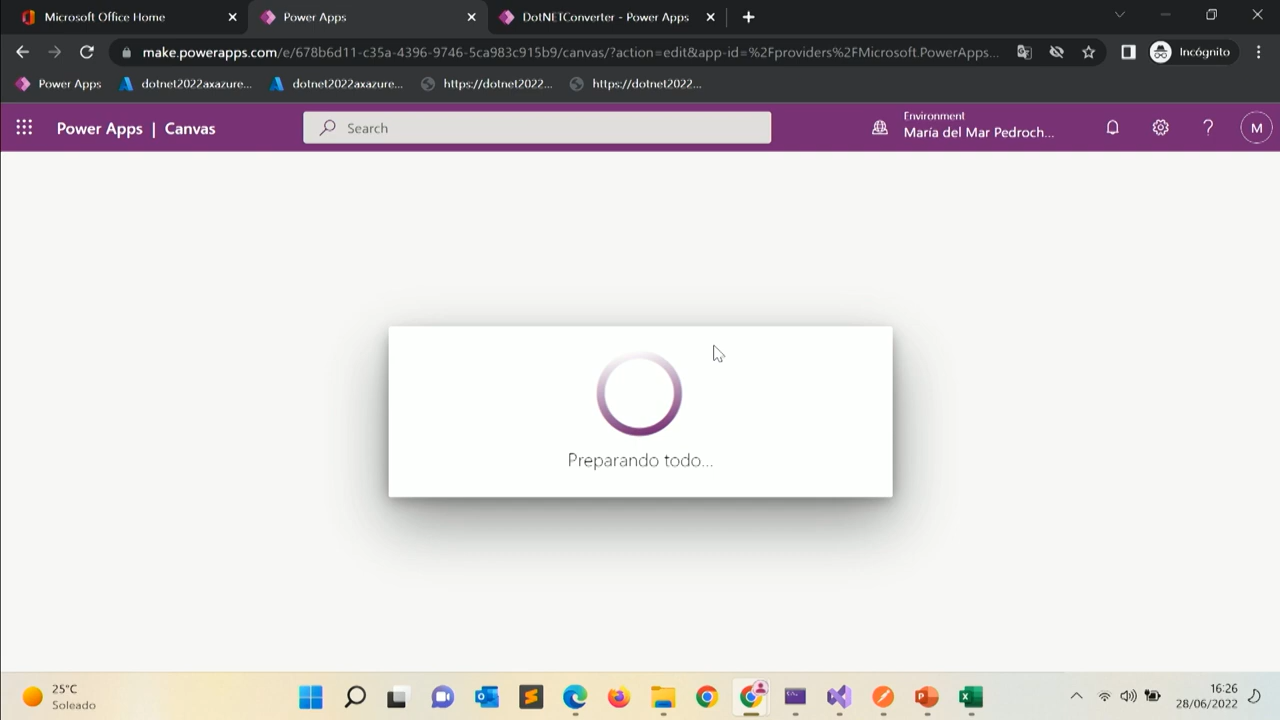 Microsoft Office Home
Power Apps
DotNETConverter - Power Apps
make.powerapps.com/e/678b6d11-c35a-4396-9746-5ca983c915b9/canvas/?action=edit&app-id=%2Fproviders%2FMicrosoft.PowerApps...
Incógnito
Power Apps
dotnet2022axazure...
dotnet2022axazure...
https://dotnet2022...
https://dotnet2022...
Power Apps | Canvas
Search
Environment
María del Mar Pedroch...
M
Preparando todo...
25°C
Soleado
16:26
28/06/2022